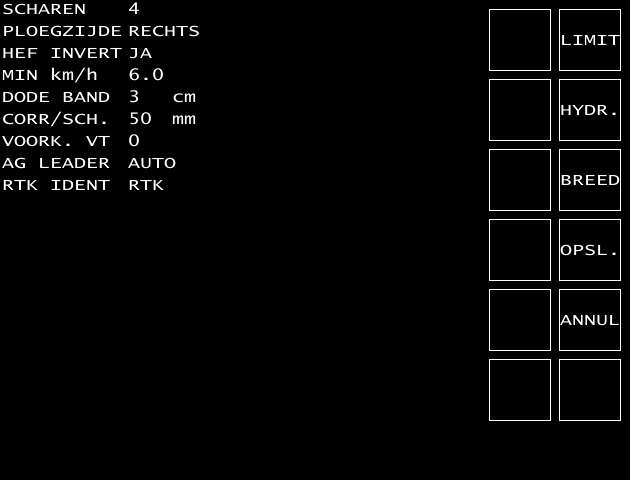 SCHAREN 4
PLOEGZIJDE RECHTS
HEF INVERT JA
MIN km/h 6.0
DODE BAND 3 cm
CORR/SCH. 50 mm
VOORK. VT 0
AG LEADER AUTO
RTK IDENT RTK
LIMIT
HYDR.
BREED
OPSL.
ANNUL